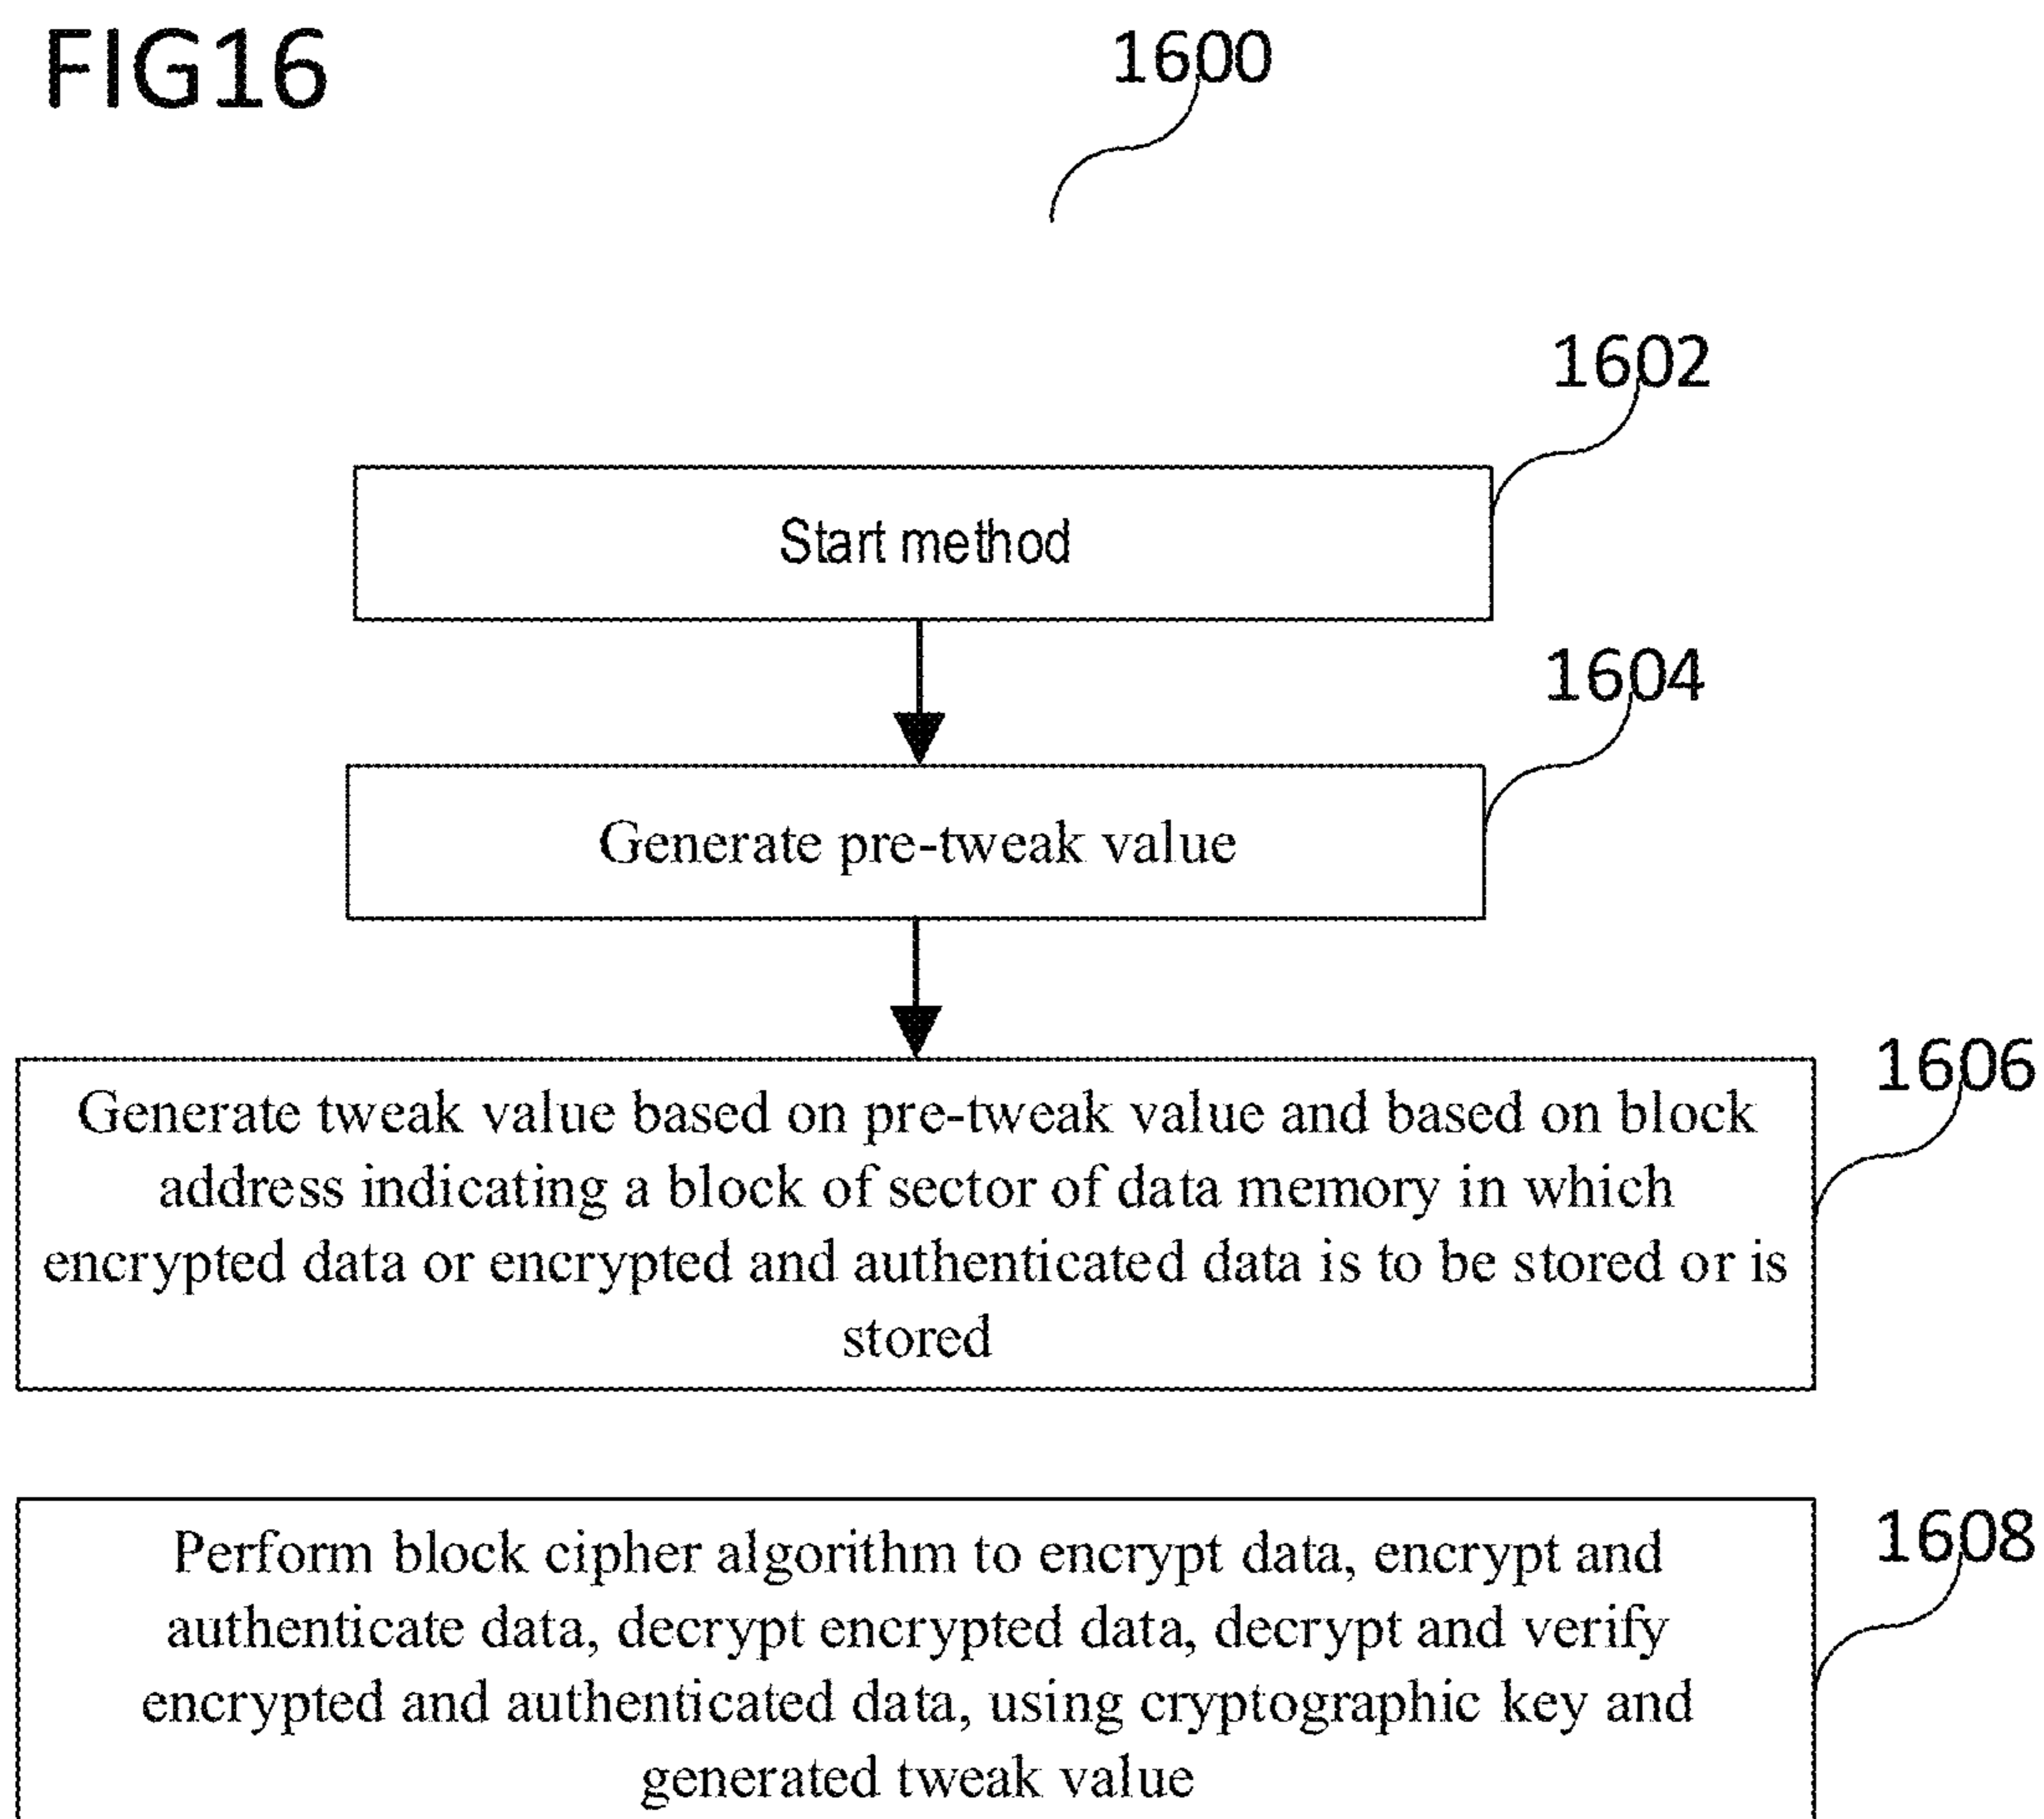 FIG16
1600
1602
Start method
1604
Generate pre-tweak value
1606
Generate tweak value based on pre-tweak value and based on block
address indicating a block of sector of data memory in which
encrypted data or encrypted and authenticated data is to be stored or is
stored
1608
Perform block cipher algorithm to encrypt data, encrypt and
authenticate data, decrypt encrypted data, decrypt and verify
encrypted and authenticated data, using cryptographic key and
generated tweak value